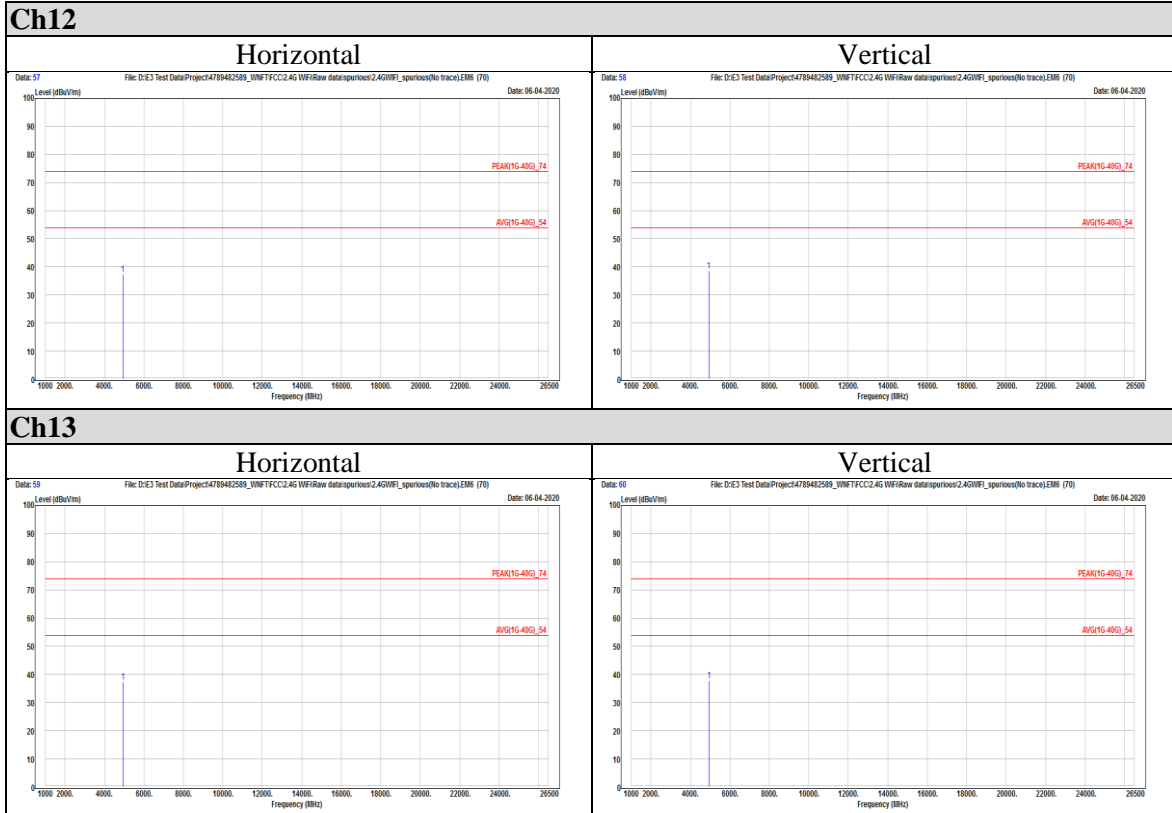 Ch12
Horizontal
Vertical
Data: 57 File: D:\E3 Test Data\Project\4789482589_WNFT\FCC\2.4G WIFI\Raw data\spurious\2.4GWIFI_spurious(No trace).EM6 (70)
100 Level (dBuV/m) Date: 06-04-2020
90
80
PEAK(1G-40G)_74
70
60
AVG(1G-40G)_54
50
40
1
30
20
10
0
1000 2000. 4000. 6000. 8000. 10000. 12000. 14000. 16000. 18000. 20000. 22000. 24000. 26500
Frequency (MHz)
Data: 58 File: D:\E3 Test Data\Project\4789482589_WNFT\FCC\2.4G WIFI\Raw data\spurious\2.4GWIFI_spurious(No trace).EM6 (70)
100 Level (dBuV/m) Date: 06-04-2020
90
80
PEAK(1G-40G)_74
70
60
AVG(1G-40G)_54
50
40
1
30
20
10
0
1000 2000. 4000. 6000. 8000. 10000. 12000. 14000. 16000. 18000. 20000. 22000. 24000. 26500
Frequency (MHz)
Ch13
Horizontal
Vertical
Data: 59 File: D:\E3 Test Data\Project\4789482589_WNFT\FCC\2.4G WIFI\Raw data\spurious\2.4GWIFI_spurious(No trace).EM6 (70)
100 Level (dBuV/m) Date: 06-04-2020
90
80
PEAK(1G-40G)_74
70
60
AVG(1G-40G)_54
50
40
1
30
20
10
0
1000 2000. 4000. 6000. 8000. 10000. 12000. 14000. 16000. 18000. 20000. 22000. 24000. 26500
Frequency (MHz)
Data: 60 File: D:\E3 Test Data\Project\4789482589_WNFT\FCC\2.4G WIFI\Raw data\spurious\2.4GWIFI_spurious(No trace).EM6 (70)
100 Level (dBuV/m) Date: 06-04-2020
90
80
PEAK(1G-40G)_74
70
60
AVG(1G-40G)_54
50
40
1
30
20
10
0
1000 2000. 4000. 6000. 8000. 10000. 12000. 14000. 16000. 18000. 20000. 22000. 24000. 26500
Frequency (MHz)